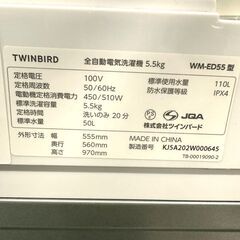 TWINBIRD 全自動電気洗濯機 5.5kg WM-ED55 型
定格電圧 100V 標準使用水量 110L
定格周波数 50/60Hz 防水保護等級 IPX4
電動機定格消費電力 450/510W
標準洗濯容量 5.5kg
定格時間 洗いのみ 20分
標準水量 50L
JQA
株式会社ツインバード
外形寸法 幅 555mm MADE IN CHINA
奥行 560mm 製造番号 KJ5A202W000645
高さ 970mm
TB-00019090-2